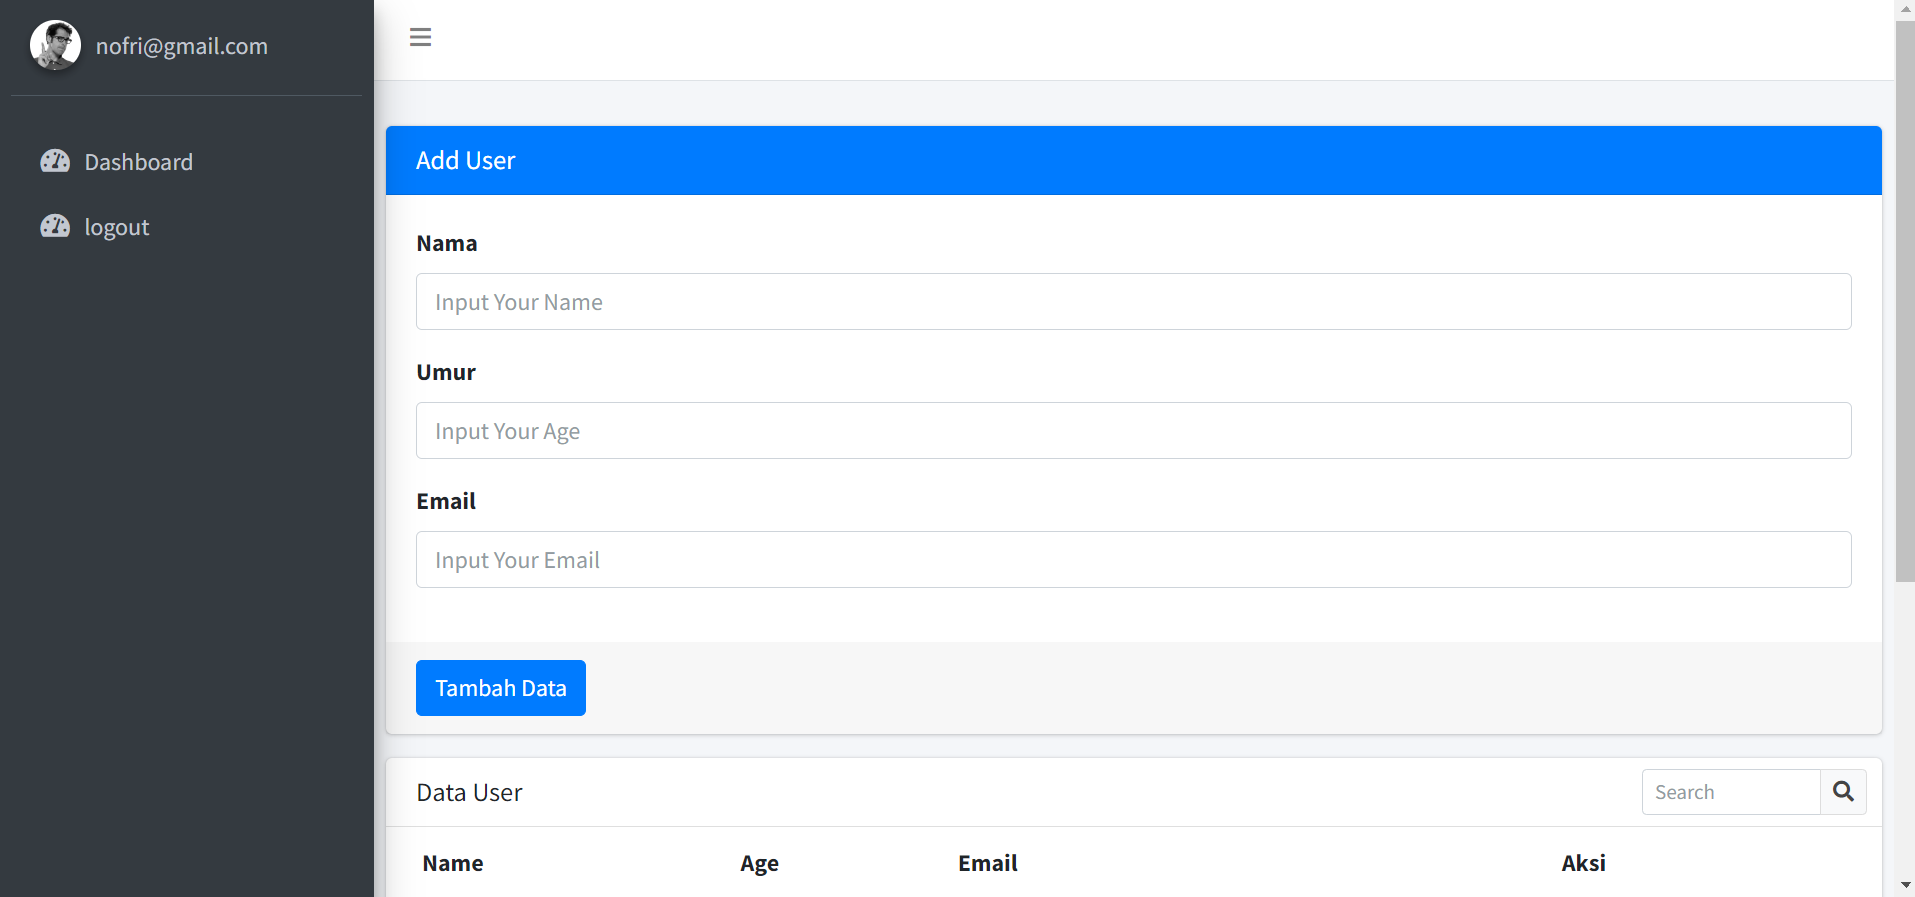 nofri@gmail.com
Dashboard
logout
Add User
Nama
Input Your Name
Umur
Input Your Age
Email
Input Your Email
Tambah Data
Data User
Search
Name Age Email Aksi